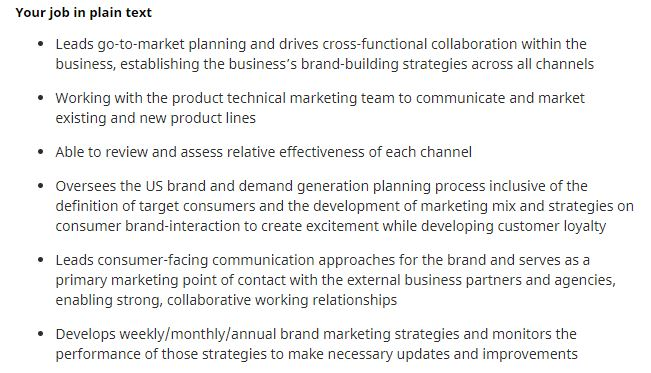 Your job in plain text
• Leads go-to-market planning and drives cross-functional collaboration within the
business, establishing the business's brand-building strategies across all channels
• Working with the product technical marketing team to communicate and market
existing and new product lines
• Able to review and assess relative effectiveness of each channel
• Oversees the US brand and demand generation planning process inclusive of the
definition of target consumers and the development of marketing mix and strategies on
consumer brand-interaction to create excitement while developing customer loyalty
• Leads consumer-facing communication approaches for the brand and serves as a
primary marketing point of contact with the external business partners and agencies,
enabling strong, collaborative working relationships
• Develops weekly/monthly/annual brand marketing strategies and monitors the
performance of those strategies to make necessary updates and improvements